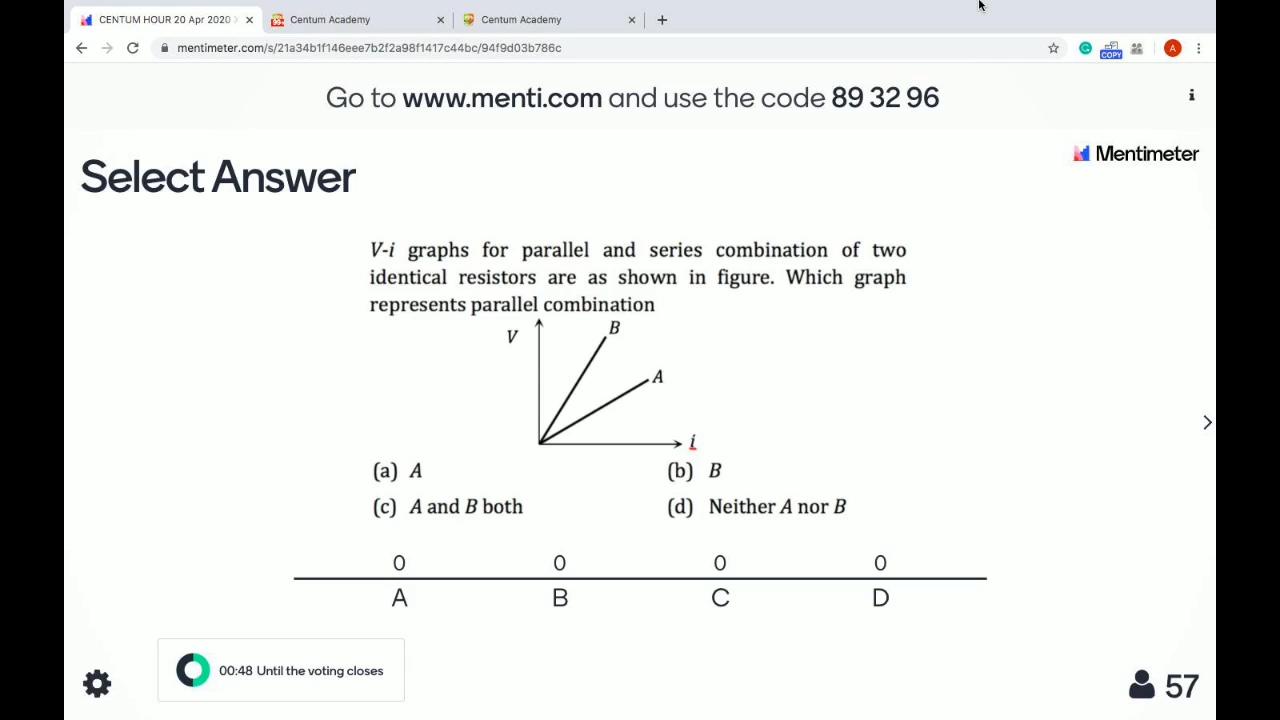 CENTUM HOUR 20 Apr 2020
Centum Academy
Centum Academy
mentimeter.com/s/21a34b1f146eee7b2f2a98f1417c44bc/94f9d03b786c
COPY
A
Go to www.menti.com and use the code 89 32 96
i
Mentimeter
Select Answer
V-i graphs for parallel and series combination of two
identical resistors are as shown in figure. Which graph
represents parallel combination
B
V
A
i
(a) A (b) B
(c) A and B both (d) Neither A nor B
0 0 0 0
A B C D
00:48 Until the voting closes
57